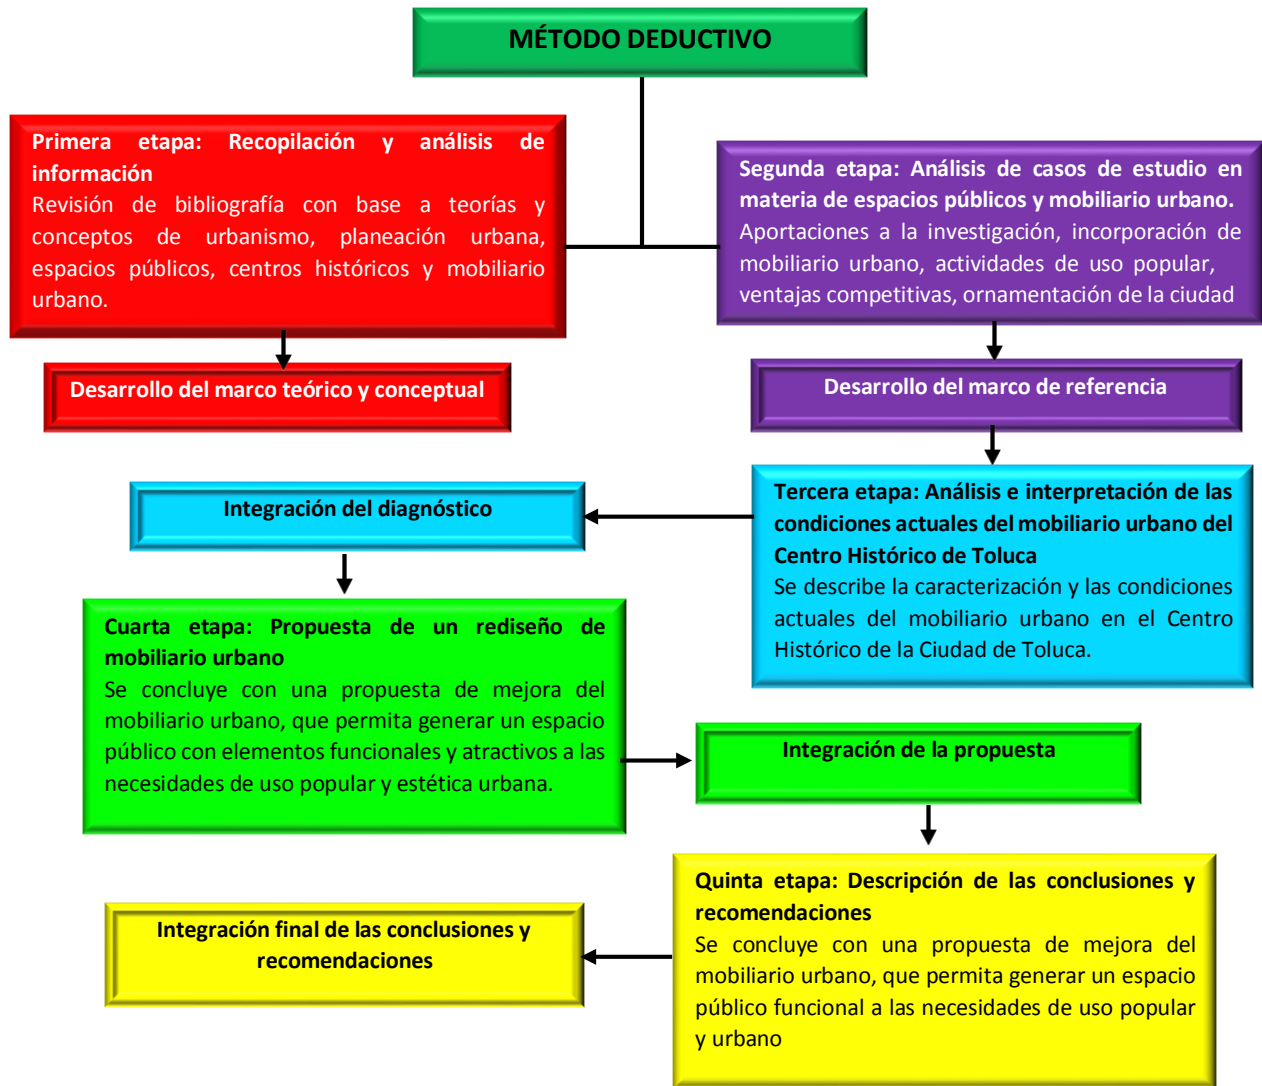 MÉTODO DEDUCTIVO
Primera etapa: Recopilación y análisis de
información
Revisión de bibliografía con base a teorías y
conceptos de urbanismo, planeación urbana,
espacios públicos, centros históricos y mobiliario
urbano.
Segunda etapa: Análisis de casos de estudio en
materia de espacios públicos y mobiliario urbano.
Aportaciones a la investigación, incorporación de
mobiliario urbano, actividades de uso popular,
ventajas competitivas, ornamentación de la ciudad
Desarrollo del marco teórico y conceptual
Desarrollo del marco de referencia
Tercera etapa: Análisis e interpretación de las
condiciones actuales del mobiliario urbano del
Centro Histórico de Toluca
Se describe la caracterización y las condiciones
actuales del mobiliario urbano en el Centro
Histórico de la Ciudad de Toluca.
Integración del diagnóstico
Cuarta etapa: Propuesta de un rediseño de
mobiliario urbano
Se concluye con una propuesta de mejora del
mobiliario urbano, que permita generar un espacio
público con elementos funcionales y atractivos a las
necesidades de uso popular y estética urbana.
Integración de la propuesta
Quinta etapa: Descripción de las conclusiones y
recomendaciones
Se concluye con una propuesta de mejora del
mobiliario urbano, que permita generar un espacio
público funcional a las necesidades de uso popular
y urbano
Integración final de las conclusiones y
recomendaciones